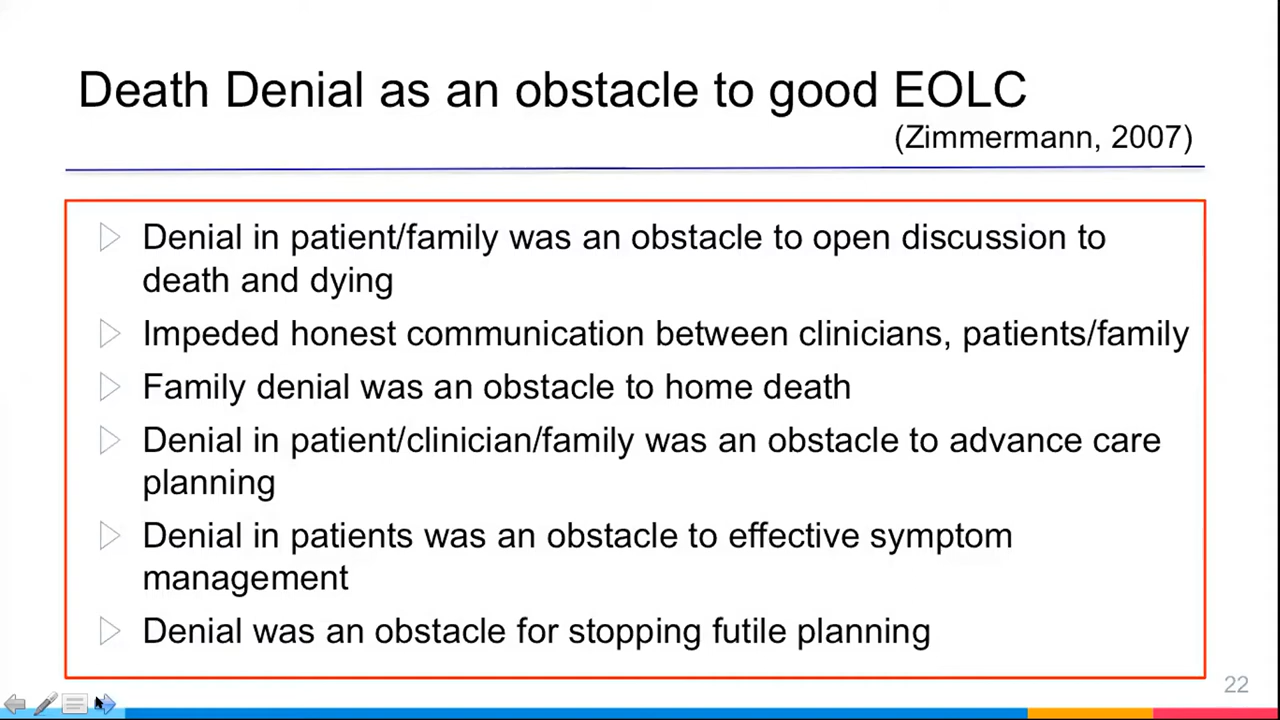 Death Denial as an obstacle to good EOLC
(Zimmermann, 2007)
Denial in patient/family was an obstacle to open discussion to
death and dying
Impeded honest communication between clinicians, patients/family
Family denial was an obstacle to home death
Denial in patient/clinician/family was an obstacle to advance care
planning
Denial in patients was an obstacle to effective symptom
management
Denial was an obstacle for stopping futile planning
22